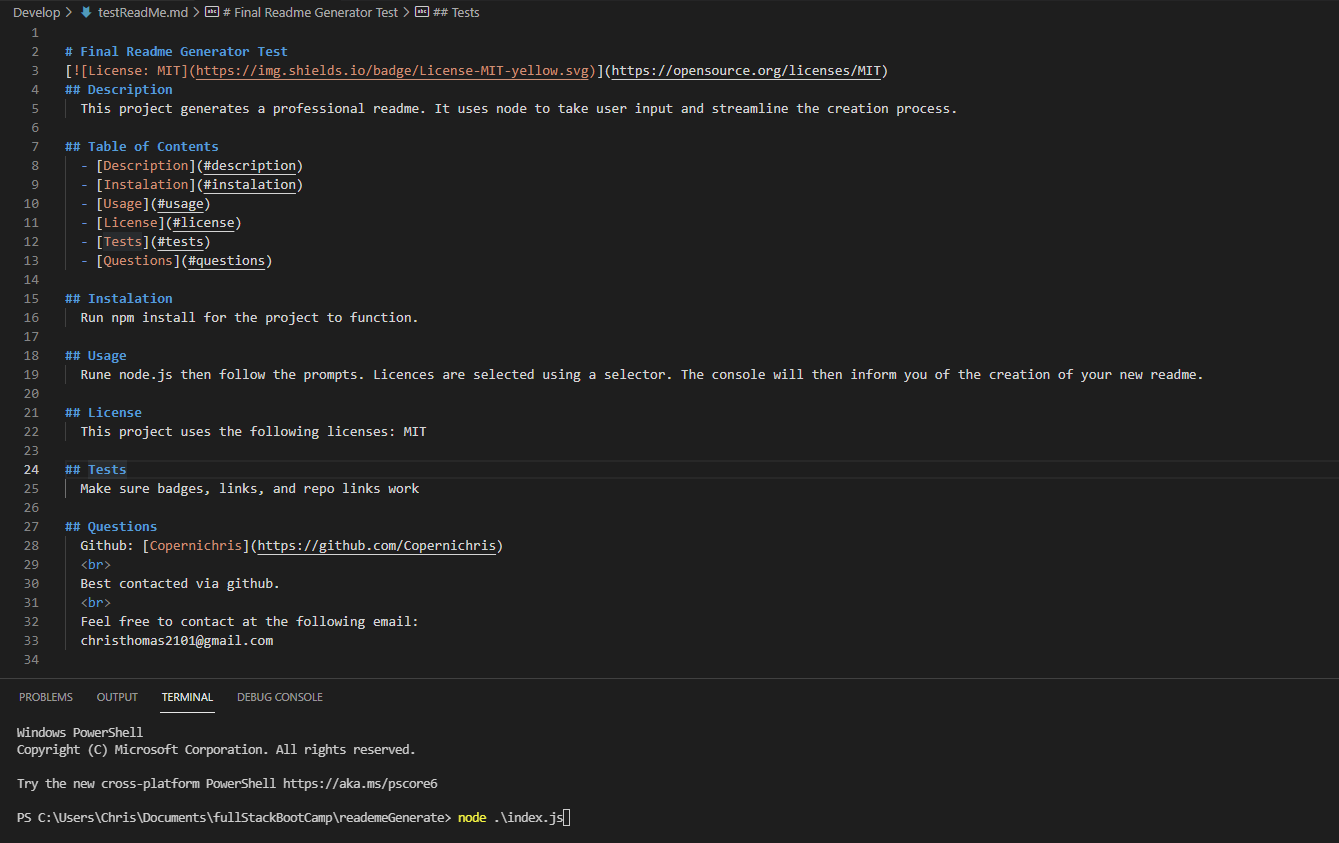 Develop > testReadMe.md > # Final Readme Generator Test > ## Tests
1
2 # Final Readme Generator Test
3 [![License: MIT](https://img.shields.io/badge/License-MIT-yellow.svg)](https://opensource.org/licenses/MIT)
4 ## Description
5 This project generates a professional readme. It uses node to take user input and streamline the creation process.
6
7 ## Table of Contents
8 - [Description](#description)
9 - [Instalation](#instalation)
10 - [Usage](#usage)
11 - [License](#license)
12 - [Tests](#tests)
13 - [Questions](#questions)
14
15 ## Instalation
16 Run npm install for the project to function.
17
18 ## Usage
19 Rune node.js then follow the prompts. Licences are selected using a selector. The console will then inform you of the creation of your new readme.
20
21 ## License
22 This project uses the following licenses: MIT
23
24 ## Tests
25 Make sure badges, links, and repo links work
26
27 ## Questions
28 Github: [Copernichris](https://github.com/Copernichris)
29 <br>
30 Best contacted via github.
31 <br>
32 Feel free to contact at the following email:
33 christhomas2101@gmail.com
34
PROBLEMS OUTPUT TERMINAL DEBUG CONSOLE
Windows PowerShell
Copyright (C) Microsoft Corporation. All rights reserved.
Try the new cross-platform PowerShell https://aka.ms/pscore6
PS C:\Users\Chris\Documents\fullStackBootCamp\reademeGenerate> node .\index.js